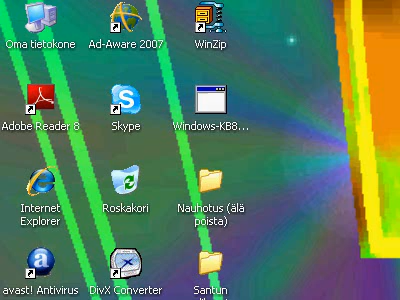 Oma tietokone
Ad-Aware 2007
WinZip
Adobe Reader 8
Skype
Windows-KB8...
Internet
Explorer
Roskakori
Nauhotus (älä
poista)
avast! Antivirus
DivX Converter
Santun